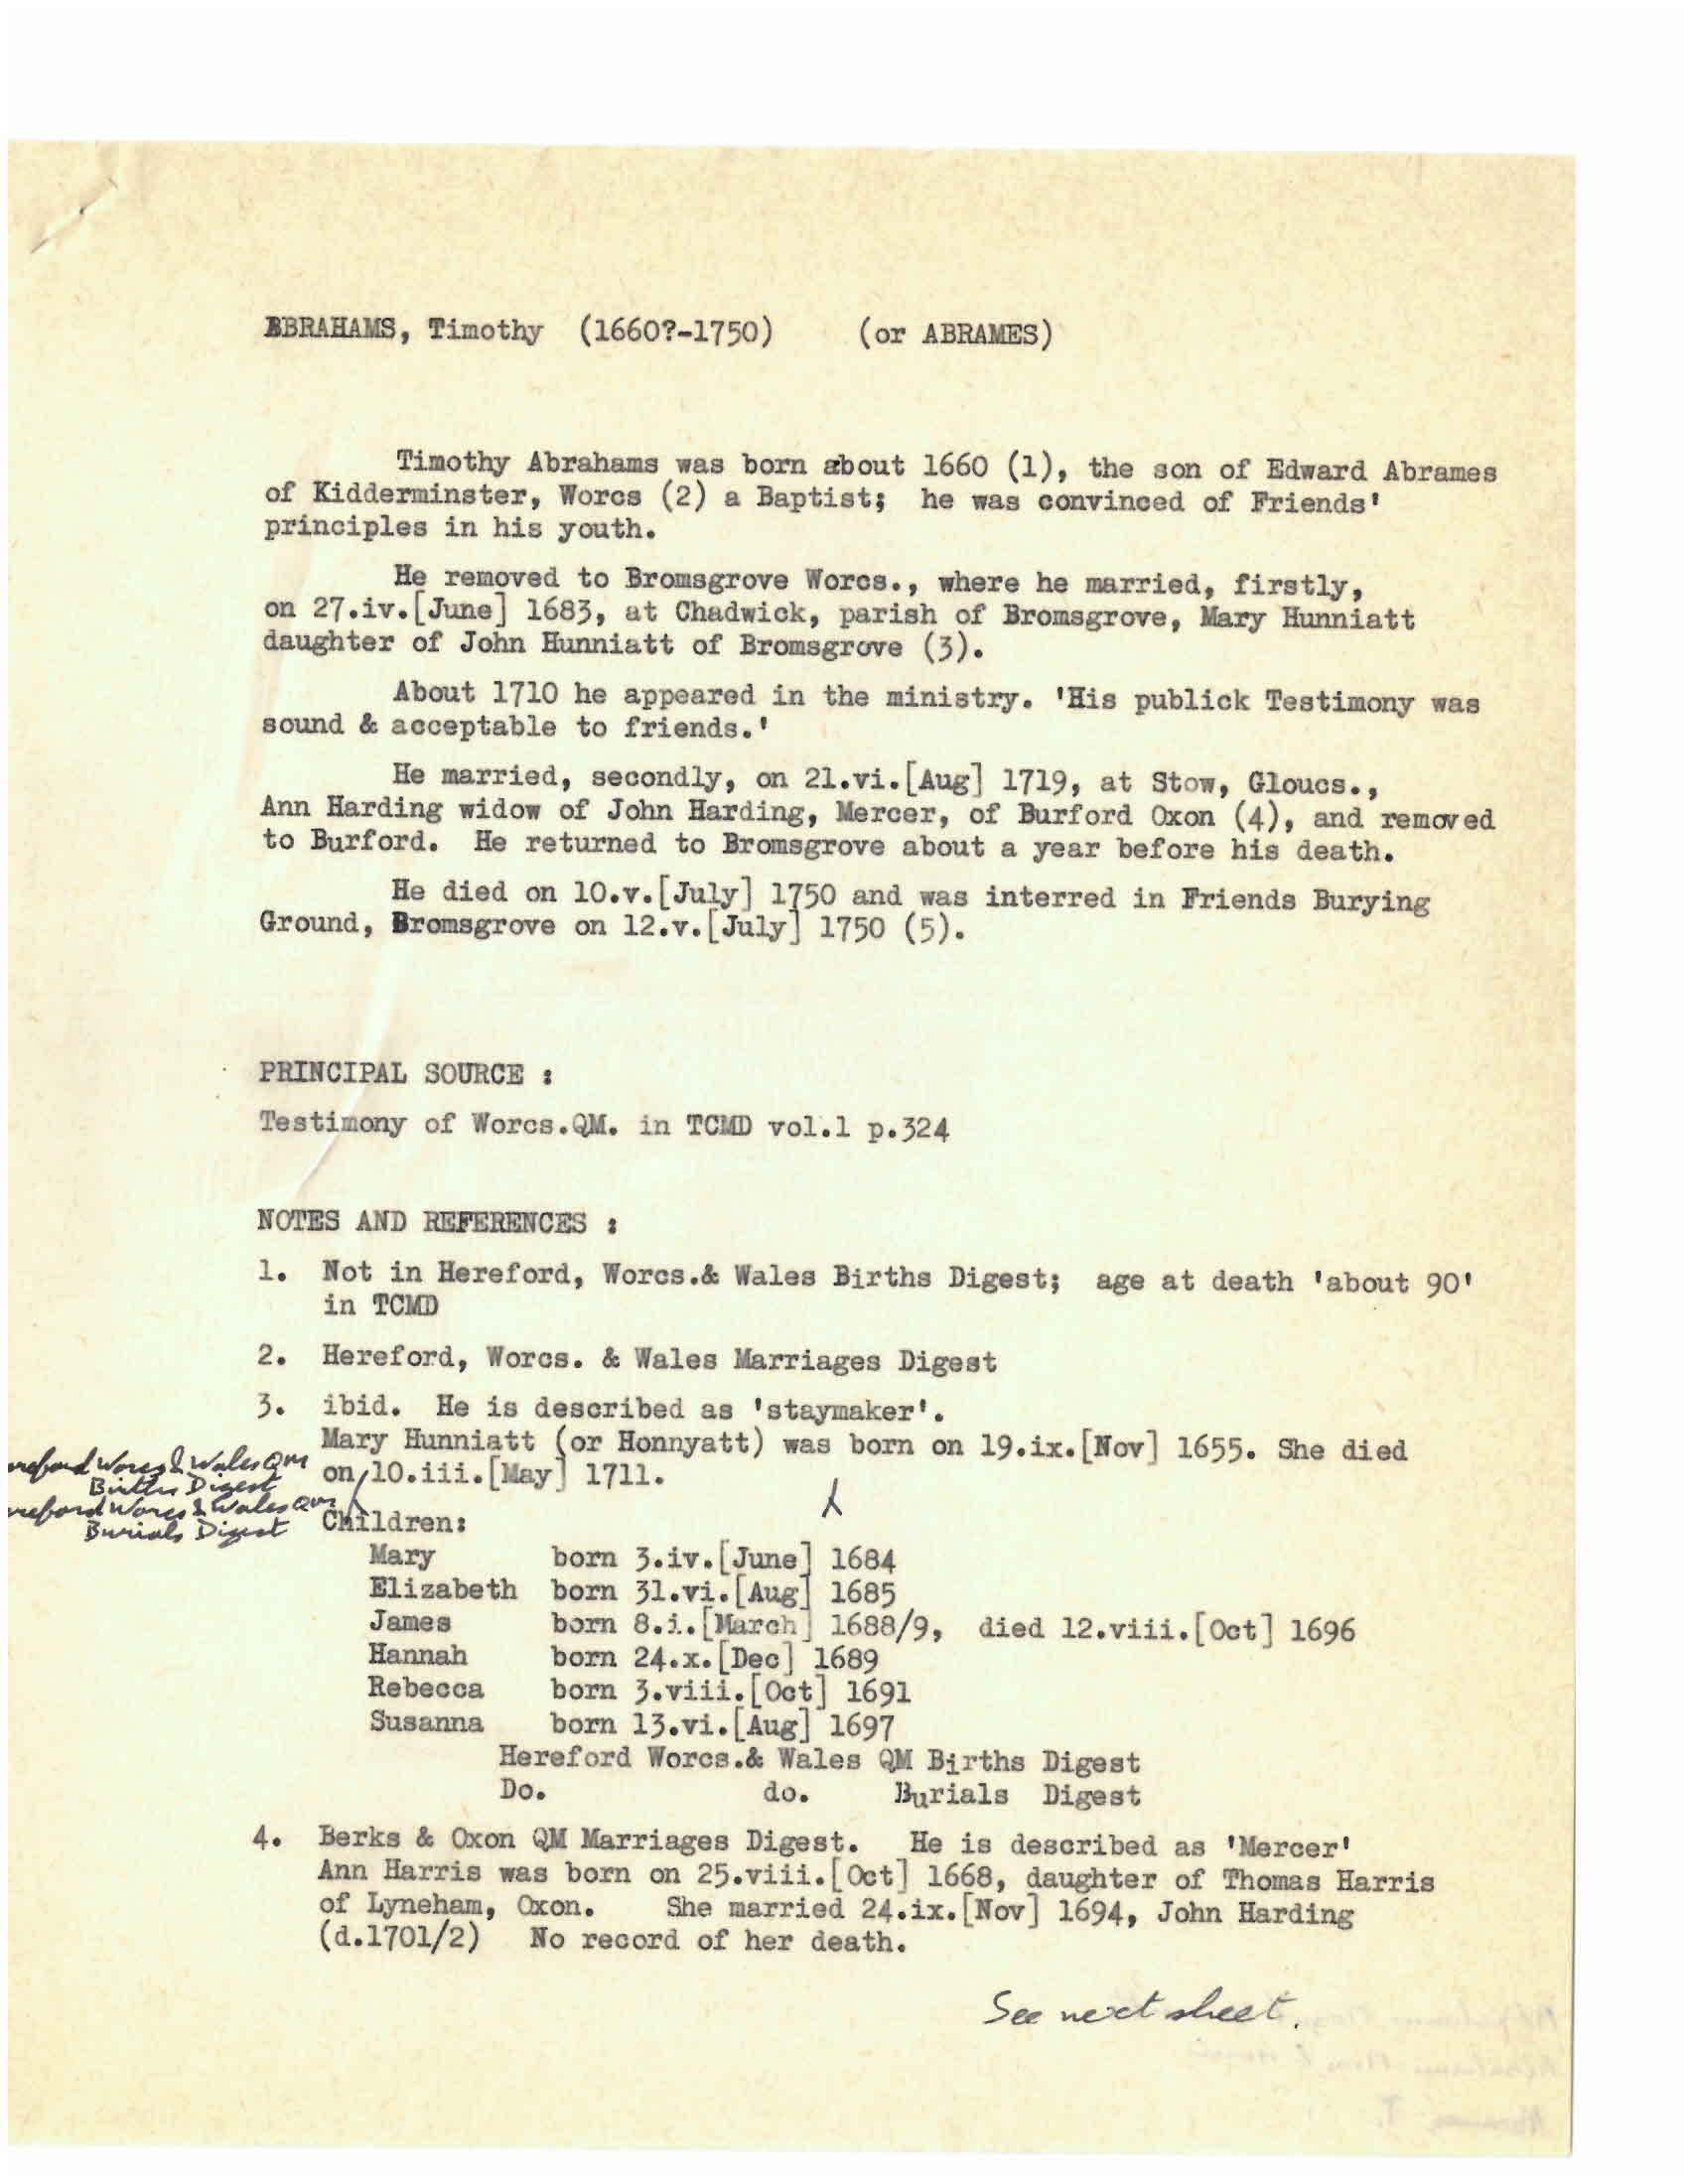 ABRAHAMS, Timothy (1660?-1750) (or ABRAMES)
Timothy Abrahams was born about 1660 (1), the son of Edward Abrames
of Kidderminster, Worcs (2) a Baptist; he was convinced of Friends'
principles in his youth.
He removed to Bromsgrove Worcs., where he married, firstly,
on 27.iv.[June] 1683, at Chadwick, parish of Bromsgrove, Mary Hunniatt
daughter of John Hunniatt of Bromsgrove (3).
About 1710 he appeared in the ministry. 'His publick Testimony was
sound & acceptable to friends.'
He married, secondly, on 21.vi.[Aug] 1719, at Stow, Gloucs.,
Ann Harding widow of John Harding, Mercer, of Burford Oxon (4), and removed
to Burford. He returned to Bromsgrove about a year before his death.
He died on 10.v.[July] 1750 and was interred in Friends Burying
Ground, Bromsgrove on 12.v.[July] 1750 (5).
PRINCIPAL SOURCE :
Testimony of Worcs.QM. in TCMD vol.1 p.324
NOTES AND REFERENCES :
1. Not in Hereford, Worcs.& Wales Births Digest; age at death 'about 90'
in TCMD
2. Hereford, Worcs. & Wales Marriages Digest
3. ibid. He is described as 'staymaker'.
Mary Hunniatt (or Honnyatt) was born on 19.ix.[Nov] 1655. She died
on 10.iii.[May] 1711.
Worcs & Wales QM
Births Digest
Worcs & Wales QM
Burials Digest
Children:
Mary born 3.iv.[June] 1684
Elizabeth born 31.vi.[Aug] 1685
James born 8.i.[March] 1688/9, died 12.viii.[Oct] 1696
Hannah born 24.x.[Dec] 1689
Rebecca born 3.viii.[Oct] 1691
Susanna born 13.vi.[Aug] 1697
Hereford Worcs.& Wales QM Births Digest
Do. do. Burials Digest
4. Berks & Oxon QM Marriages Digest. He is described as 'Mercer'
Ann Harris was born on 25.viii.[Oct] 1668, daughter of Thomas Harris
of Lyneham, Oxon. She married 24.ix.[Nov] 1694, John Harding
(d.1701/2) No record of her death.
See next sheet.